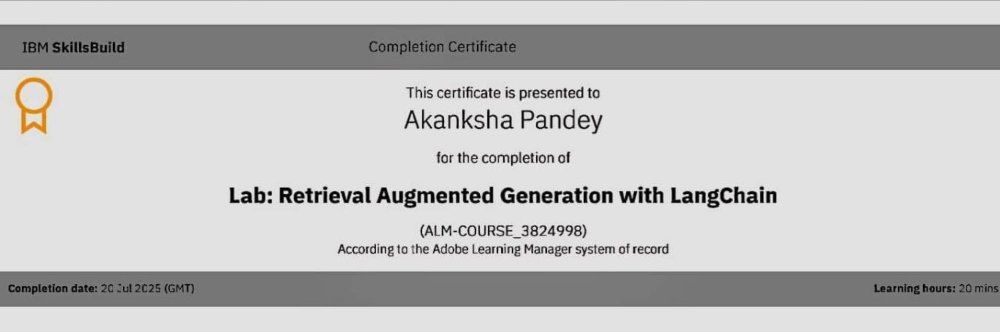 IBM SkillsBuild
Completion Certificate
This certificate is presented to
Akanksha Pandey
for the completion of
Lab: Retrieval Augmented Generation with LangChain
(ALM-COURSE_3824998)
According to the Adobe Learning Manager system of record
Completion date: 20 Jul 2025 (GMT)
Learning hours: 20 mins